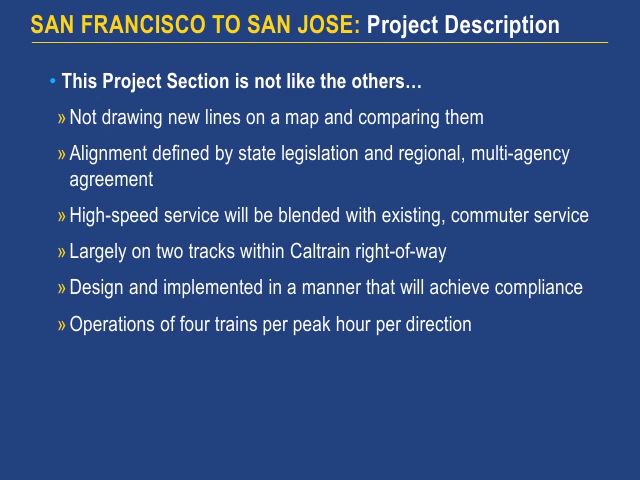 SAN FRANCISCO TO SAN JOSE: Project Description
• This Project Section is not like the others…
» Not drawing new lines on a map and comparing them
» Alignment defined by state legislation and regional, multi-agency
agreement
» High-speed service will be blended with existing, commuter service
» Largely on two tracks within Caltrain right-of-way
» Design and implemented in a manner that will achieve compliance
» Operations of four trains per peak hour per direction